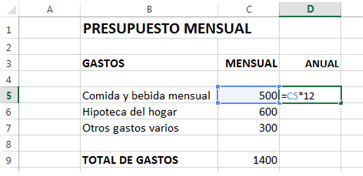 A B C D
1 PRESUPUESTO MENSUAL
2
3 GASTOS MENSUAL ANUAL
4
5 Comida y bebida mensual 500 =C5*12
6 Hipoteca del hogar 600
7 Otros gastos varios 300
8
9 TOTAL DE GASTOS 1400